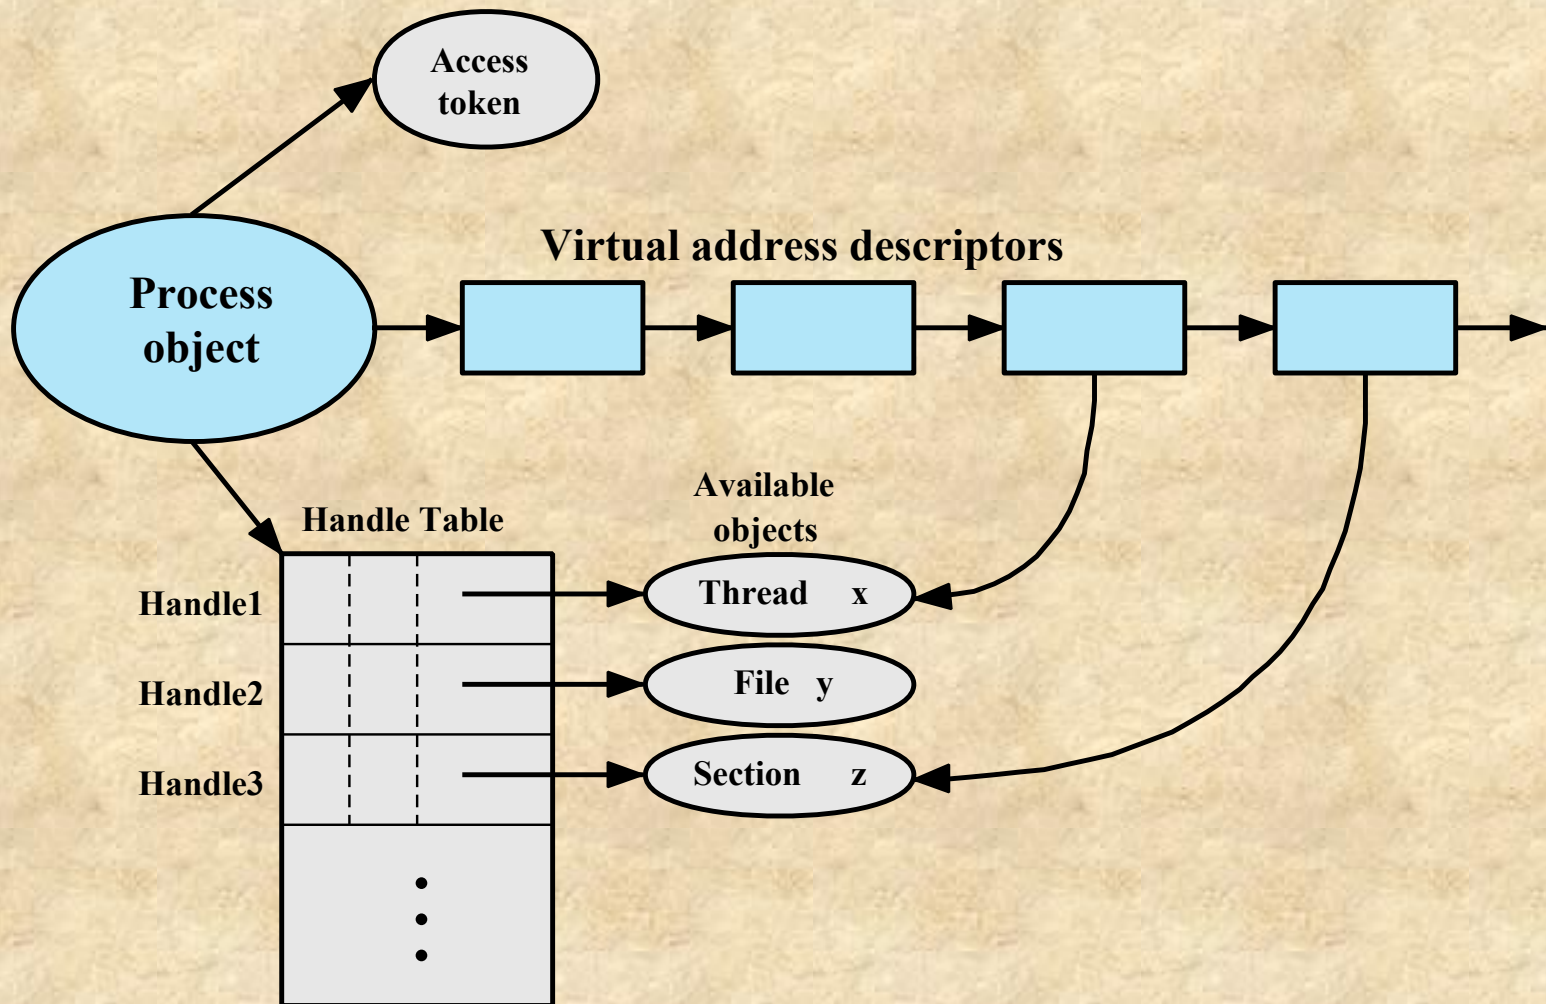 Access
token
Process
object
Virtual address descriptors
Available
objects
Handle Table
Handle1
Thread x
Handle2
File y
Handle3
Section z